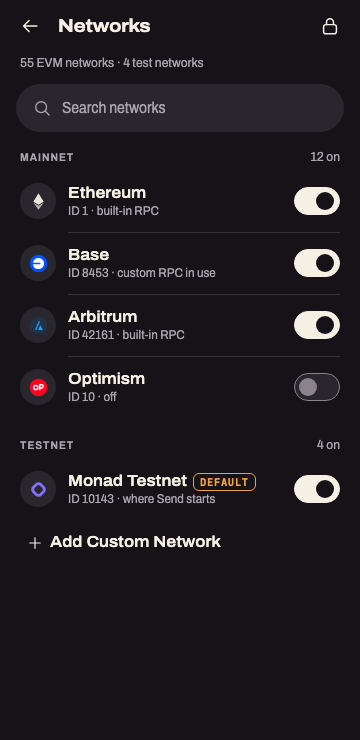 Networks
55 EVM networks · 4 test networks
Search networks
MAINNET 12 on
Ethereum
ID 1 · built-in RPC
Base
ID 8453 · custom RPC in use
Arbitrum
ID 42161 · built-in RPC
OP
Optimism
ID 10 · off
TESTNET 4 on
Monad Testnet DEFAULT
ID 10143 · where Send starts
+ Add Custom Network